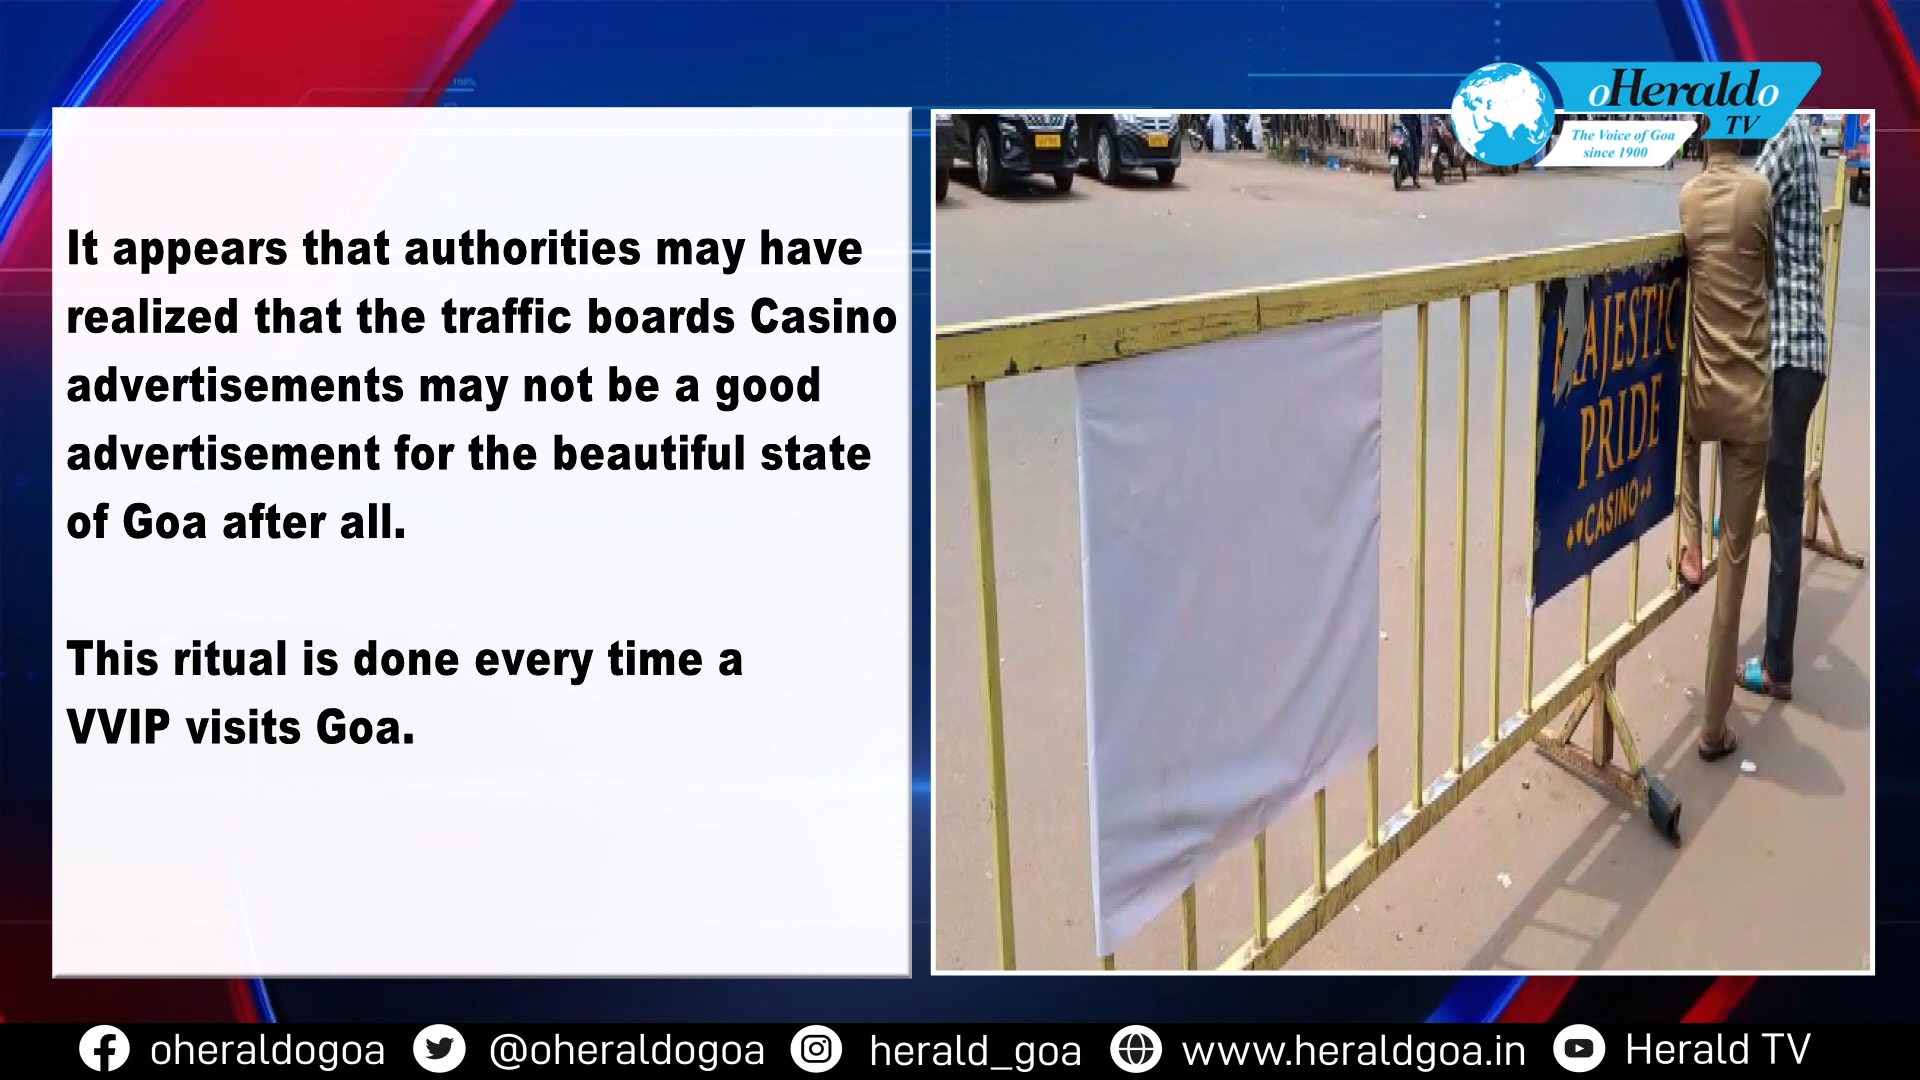 oHeraldo
TV
The Voice of Goa
since 1900
It appears that authorities may have
realized that the traffic boards Casino
advertisements may not be a good
advertisement for the beautiful state
of Goa after all.
This ritual is done every time a
VVIP visits Goa.
MAJESTIC
PRIDE
CASINO
oheraldogoa
@oheraldogoa
herald_goa
www.heraldgoa.in
Herald TV